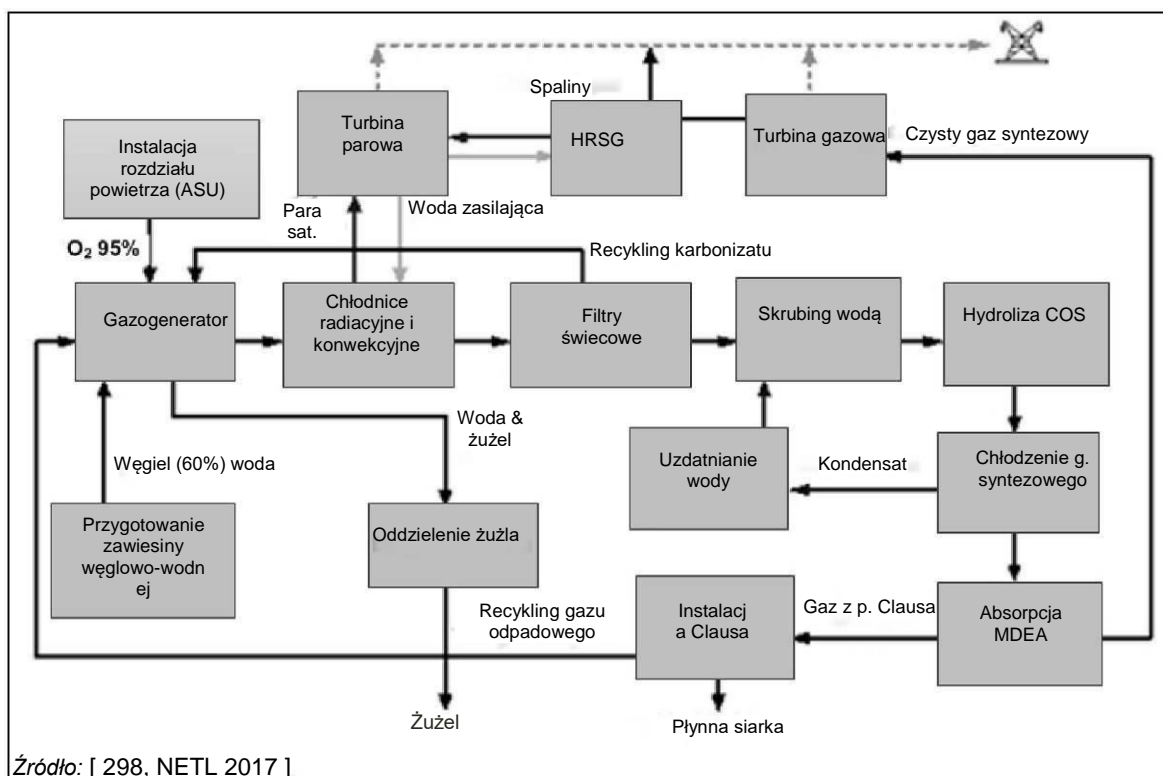 Spaliny
Turbina
parowa
HRSG
Turbina gazowa
Czysty gaz syntezowy
Instalacja
rozdziału
powietrza (ASU)
Para
sat.
Woda zasilająca
O₂ 95%
Recykling karbonizatu
Gazogenerator
Chłodnice
radiacyjne i
konwekcyjne
Filtry
świecowe
Skrubing wodą
Hydroliza COS
Woda &
żużel
Węgiel (60%) woda
Uzdatnianie
wody
Kondensat
Chłodzenie g.
syntezowego
Przygotowanie
zawiesiny
węglowo-wodn
ej
Oddzielenie żużla
Recykling gazu
odpadowego
Instalacj
a Clausa
Gaz z p. Clausa
Absorpcja
MDEA
Żużel
Płynna siarka
Źródło: [ 298, NETL 2017 ]